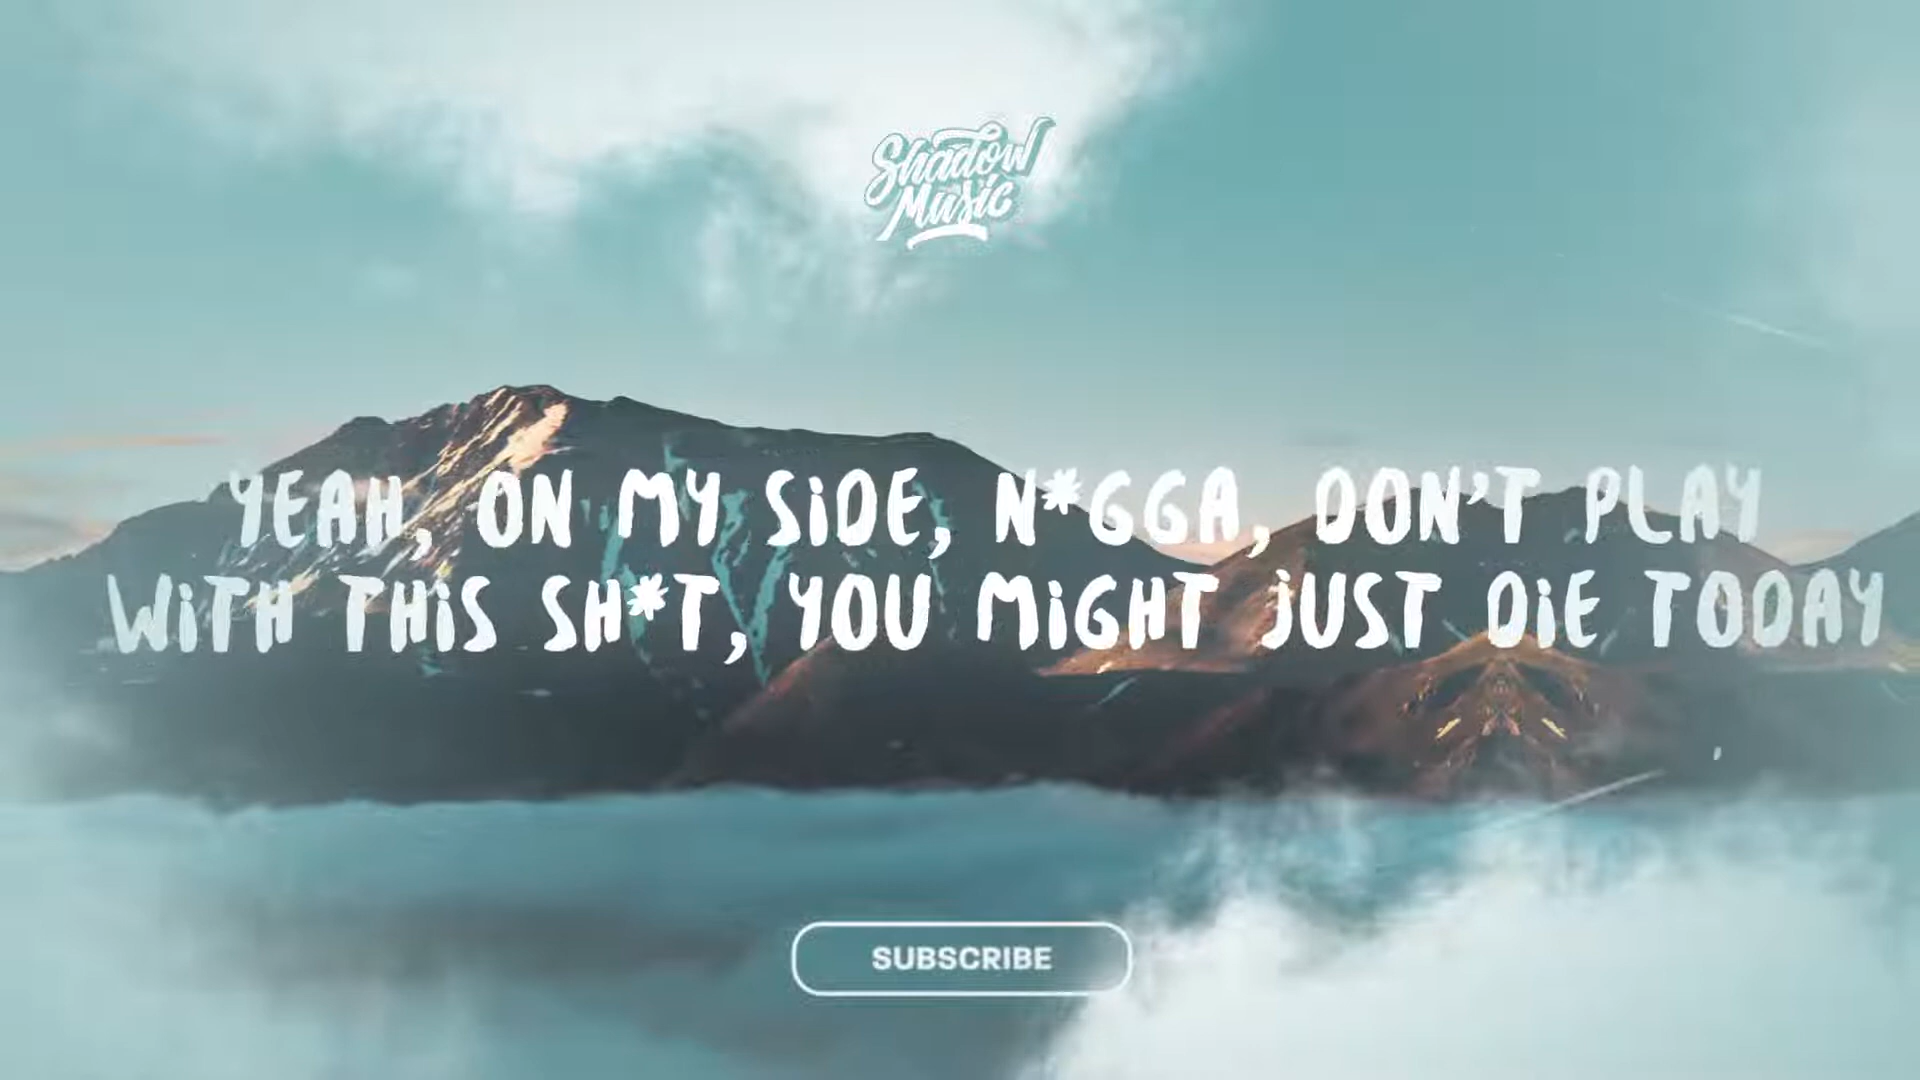 Shadow
Music
YEAH, ON MY SiDE, N*GGA, DON'T PLAY
WiTH THiS SH*T, YOU MiGHT JUST DiE TODAY
SUBSCRIBE